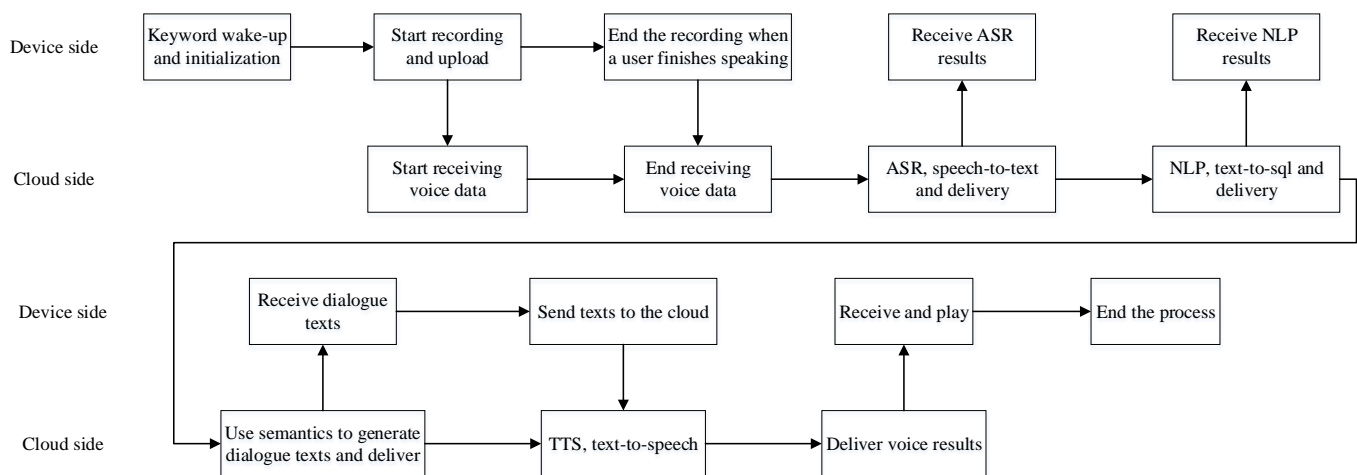 Device side
Keyword wake-up
and initialization
Start recording
and upload
End the recording when
a user finishes speaking
Receive ASR
results
Receive NLP
results
Cloud side
Start receiving
voice data
End receiving
voice data
ASR, speech-to-text
and delivery
NLP, text-to-sql and
delivery
Device side
Receive dialogue
texts
Send texts to the cloud
Receive and play
End the process
Cloud side
Use semantics to generate
dialogue texts and deliver
TTS, text-to-speech
Deliver voice results